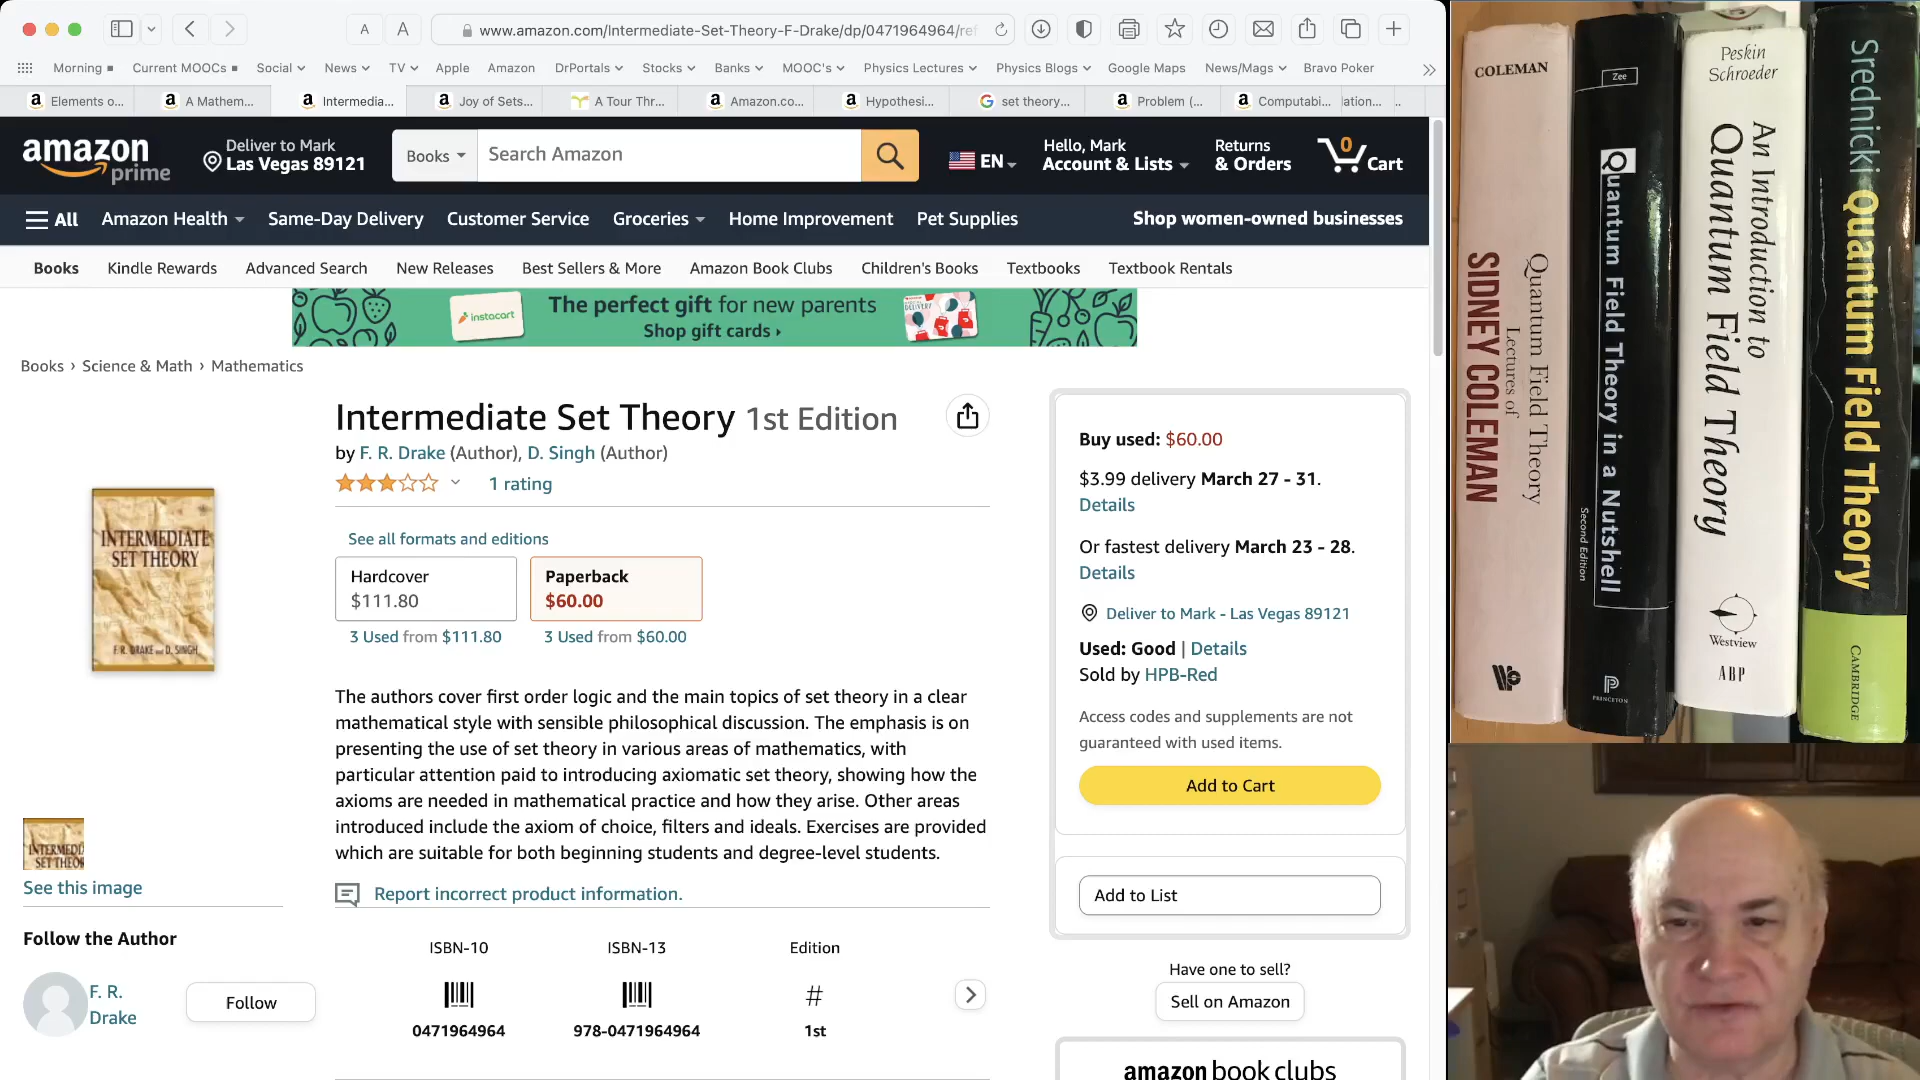 A
A
www.amazon.com/Intermediate-Set-Theory-F-Drake/dp/0471964964/ref
Morning
Current MOOCs
Social
News
TV
Apple
Amazon
DrPortals
Stocks
Banks
MOOC's
Physics Lectures
Physics Blogs
Google Maps
News/Mags
Bravo Poker
Elements o...
A Mathem...
Intermedia...
Joy of Sets...
A Tour Thr...
Amazon.co...
Hypothesi...
set theory...
Problem (...
Computabi...
lation...
amazon
prime
Deliver to Mark
Las Vegas 89121
Books
Search Amazon
EN
Hello, Mark
Account & Lists
Returns
& Orders
0
Cart
All
Amazon Health
Same-Day Delivery
Customer Service
Groceries
Home Improvement
Pet Supplies
Shop women-owned businesses
Books
Kindle Rewards
Advanced Search
New Releases
Best Sellers & More
Amazon Book Clubs
Children's Books
Textbooks
Textbook Rentals
instacart
The perfect gift for new parents
Shop gift cards ›
Books › Science & Math › Mathematics
Intermediate Set Theory 1st Edition
by F. R. Drake (Author), D. Singh (Author)
1 rating
See all formats and editions
Hardcover
$111.80
3 Used from $111.80
Paperback
$60.00
3 Used from $60.00
INTERMEDIATE
SET THEORY
F.R. DRAKE AND D. SINGH
The authors cover first order logic and the main topics of set theory in a clear
mathematical style with sensible philosophical discussion. The emphasis is on
presenting the use of set theory in various areas of mathematics, with
particular attention paid to introducing axiomatic set theory, showing how the
axioms are needed in mathematical practice and how they arise. Other areas
introduced include the axiom of choice, filters and ideals. Exercises are provided
which are suitable for both beginning students and degree-level students.
Report incorrect product information.
INTERMEDI
SET THEOR
See this image
Follow the Author
F. R.
Drake
Follow
ISBN-10
0471964964
ISBN-13
978-0471964964
Edition
#
1st
Buy used: $60.00
$3.99 delivery March 27 - 31.
Details
Or fastest delivery March 23 - 28.
Details
Deliver to Mark - Las Vegas 89121
Used: Good | Details
Sold by HPB-Red
Access codes and supplements are not
guaranteed with used items.
Add to Cart
Add to List
Have one to sell?
Sell on Amazon
amazon book clubs
COLEMAN
Quantum Field Theory
Lectures of
SIDNEY COLEMAN
Zee
Quantum Field Theory in a Nutshell
Second Edition
P
PRINCETON
Peskin
Schroeder
An Introduction to
Quantum Field Theory
Westview
ABP
Srednicki Quantum Field Theory
CAMBRIDGE